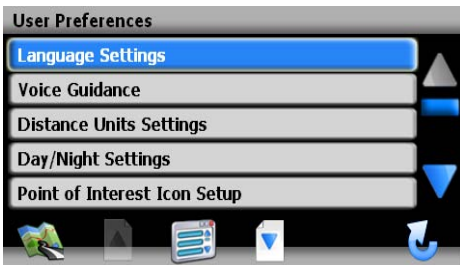 User Preferences
Language Settings
Voice Guidance
Distance Units Settings
Day/Night Settings
Point of Interest Icon Setup